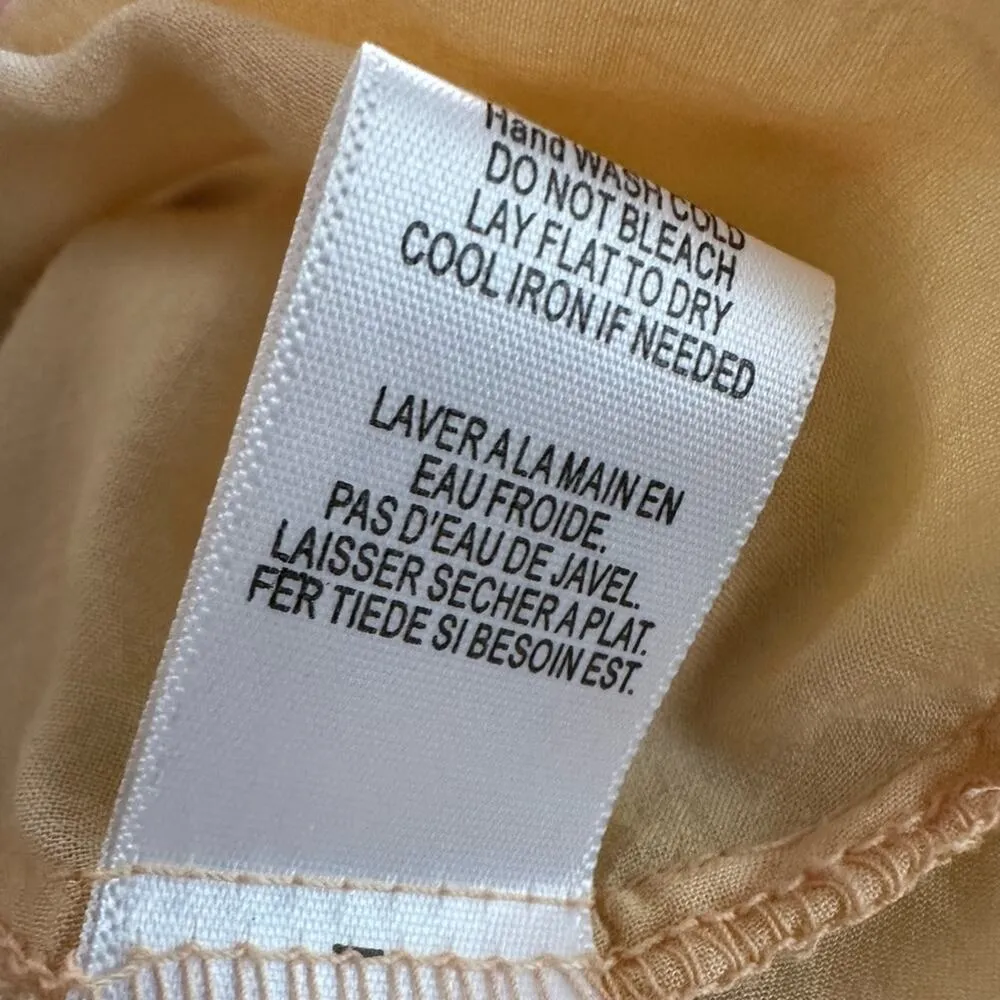 Hand WASH COLD
DO NOT BLEACH
LAY FLAT TO DRY
COOL IRON IF NEEDED
LAVER A LA MAIN EN
EAU FROIDE.
PAS D'EAU DE JAVEL.
LAISSER SECHER A PLAT.
FER TIEDE SI BESOIN EST.